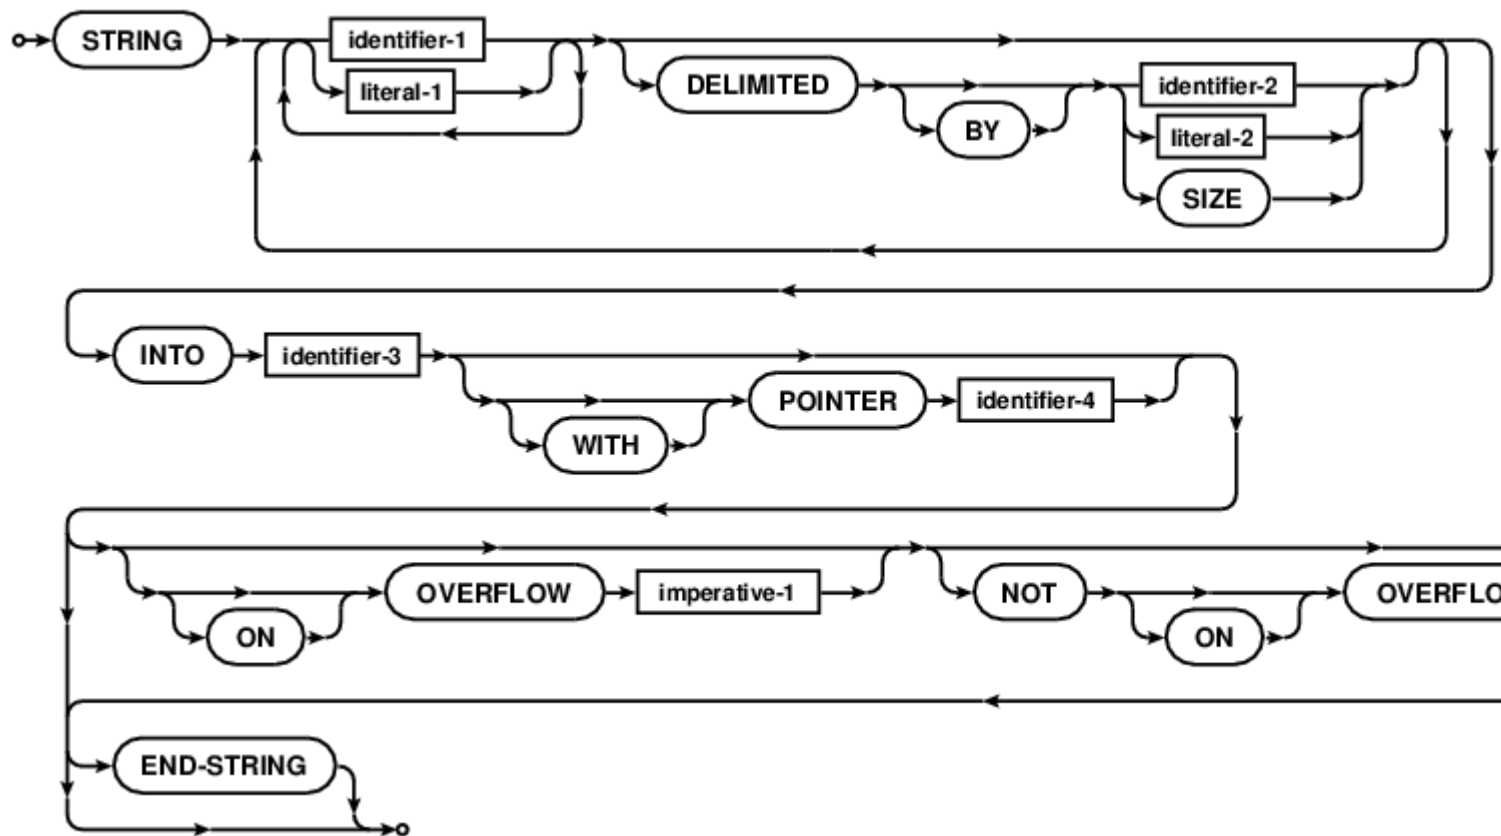 STRING identifier-1
literal-1
DELIMITED identifier-2
BY literal-2
SIZE
INTO identifier-3
POINTER identifier-4
WITH
OVERFLOW imperative-1 NOT OVERFLO
ON ON
END-STRING